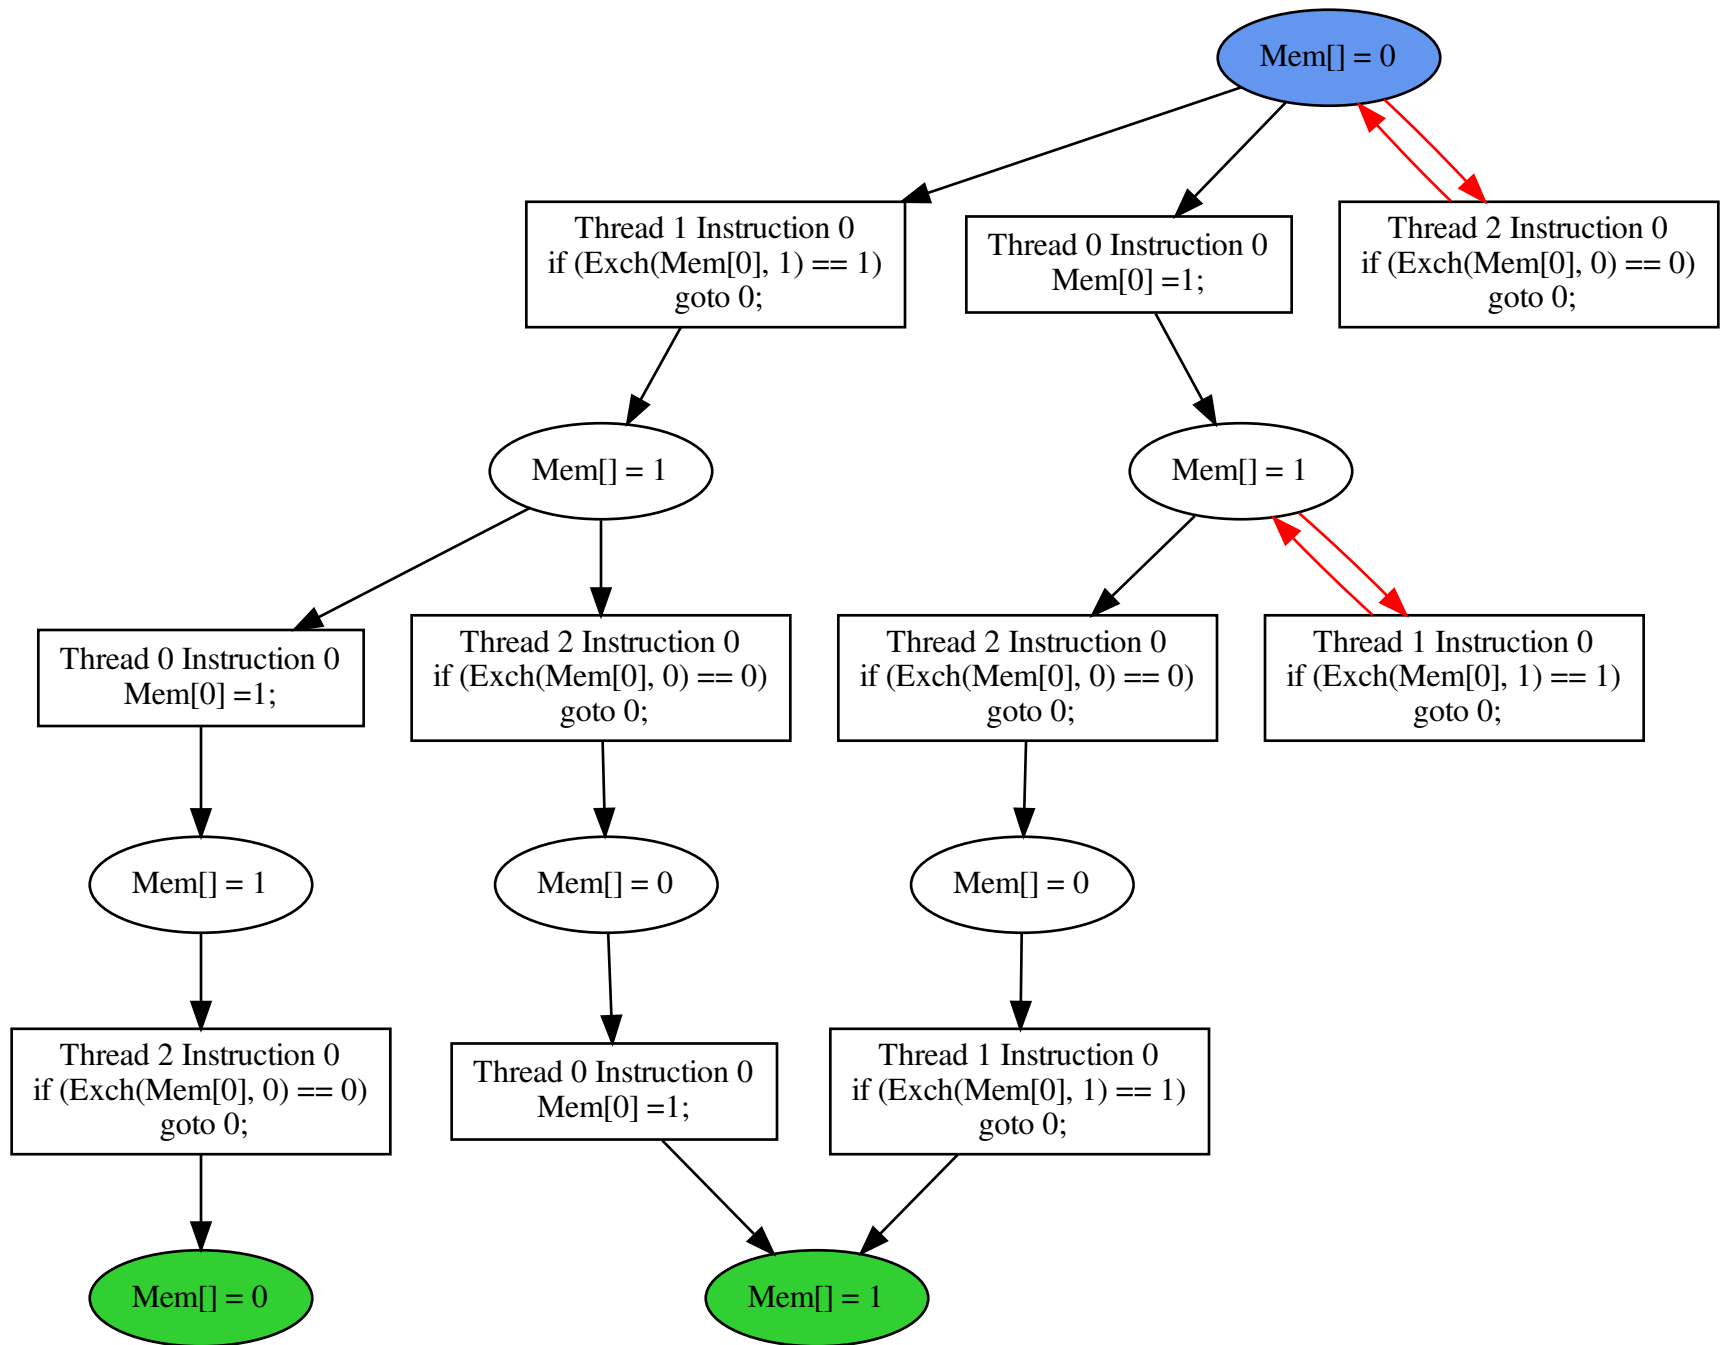 Mem[] = 0
Thread 1 Instruction 0
if (Exch(Mem[0], 1) == 1)
goto 0;
Thread 0 Instruction 0
Mem[0] =1;
Thread 2 Instruction 0
if (Exch(Mem[0], 0) == 0)
goto 0;
Mem[] = 1
Mem[] = 1
Thread 0 Instruction 0
Mem[0] =1;
Thread 2 Instruction 0
if (Exch(Mem[0], 0) == 0)
goto 0;
Thread 2 Instruction 0
if (Exch(Mem[0], 0) == 0)
goto 0;
Thread 1 Instruction 0
if (Exch(Mem[0], 1) == 1)
goto 0;
Mem[] = 1
Mem[] = 0
Mem[] = 0
Thread 2 Instruction 0
if (Exch(Mem[0], 0) == 0)
goto 0;
Thread 0 Instruction 0
Mem[0] =1;
Thread 1 Instruction 0
if (Exch(Mem[0], 1) == 1)
goto 0;
Mem[] = 0
Mem[] = 1